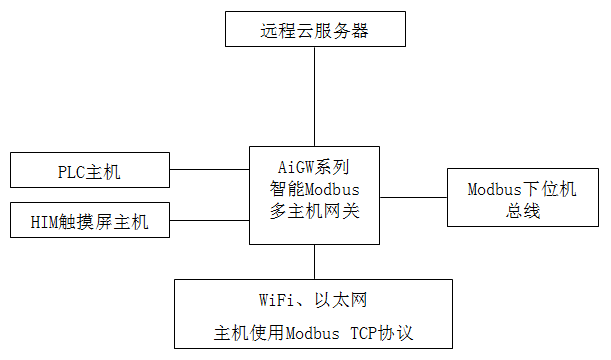 远程云服务器
PLC主机
HIM触摸屏主机
AiGW系列
智能Modbus
多主机网关
Modbus下位机
总线
WiFi、以太网
主机使用Modbus TCP协议